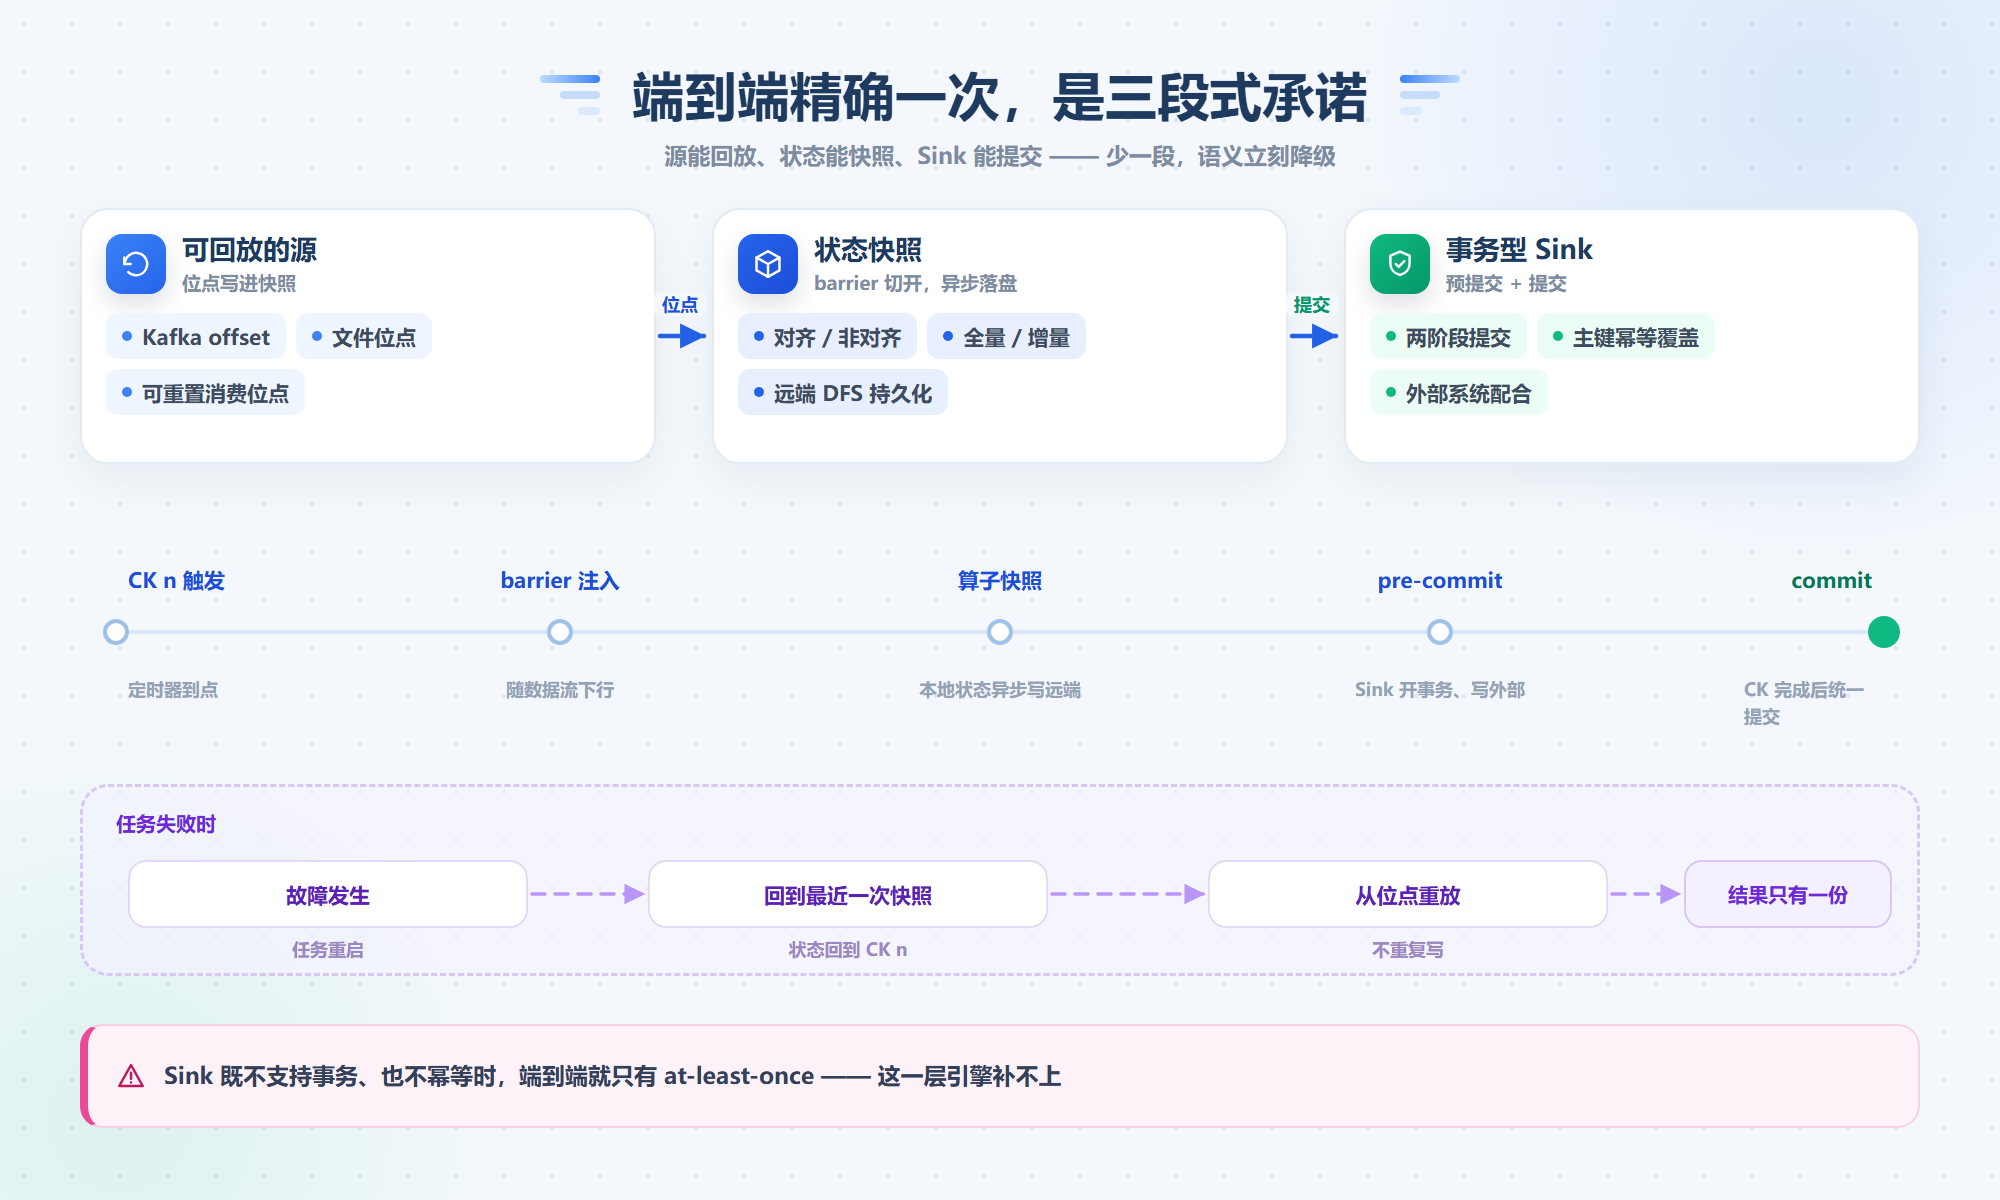 端到端精确一次，是三段式承诺
源能回放、状态能快照、Sink 能提交 —— 少一段，语义立刻降级
可回放的源
位点写进快照
Kafka offset
文件位点
可重置消费位点
位点
状态快照
barrier 切开，异步落盘
对齐 / 非对齐
全量 / 增量
远端 DFS 持久化
提交
事务型 Sink
预提交 + 提交
两阶段提交
主键幂等覆盖
外部系统配合
CK n 触发
barrier 注入
算子快照
pre-commit
commit
定时器到点
随数据流下行
本地状态异步写远端
Sink 开事务、写外部
CK 完成后统一
提交
任务失败时
故障发生
回到最近一次快照
从位点重放
结果只有一份
任务重启
状态回到 CK n
不重复写
Sink 既不支持事务、也不幂等时，端到端就只有 at-least-once —— 这一层引擎补不上